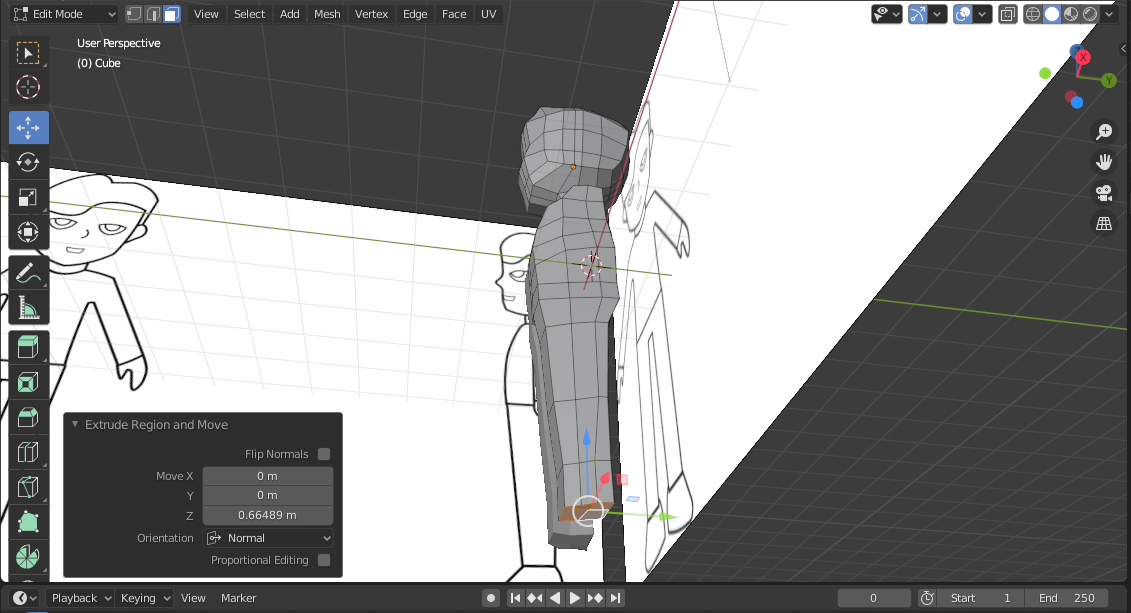 Edit Mode View Select Add Mesh Vertex Edge Face UV
User Perspective
(0) Cube
X
Y
Extrude Region and Move
Flip Normals
Move X 0 m
Y 0 m
Z 0.66489 m
Orientation Normal
Proportional Editing
Playback Keying View Marker 0 Start 1 End 250